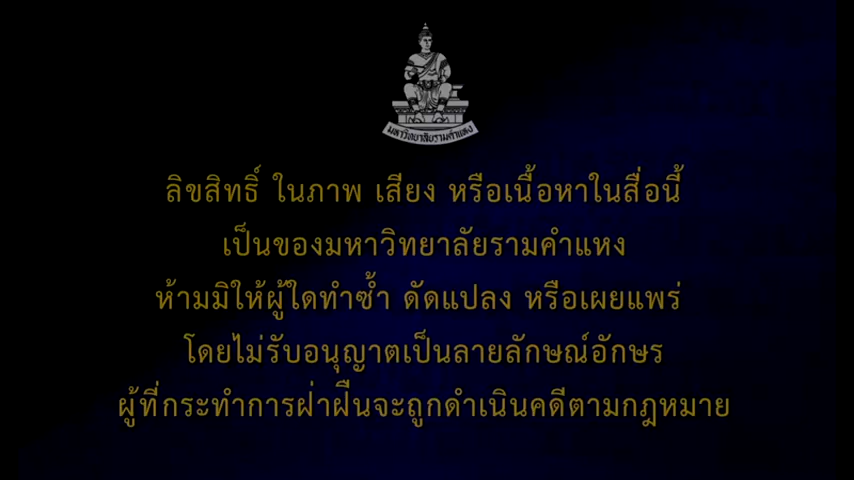 มหาวิทยาลัยรามคำแหง
ลิขสิทธิ์ ในภาพ เสียง หรือเนื้อหาในสื่อนี้
เป็นของมหาวิทยาลัยรามคำแหง
ห้ามมิให้ผู้ใดทำซ้ำ ดัดแปลง หรือเผยแพร่
โดยไม่รับอนุญาตเป็นลายลักษณ์อักษร
ผู้ที่กระทำการฝ่าฝืนจะถูกดำเนินคดีตามกฎหมาย